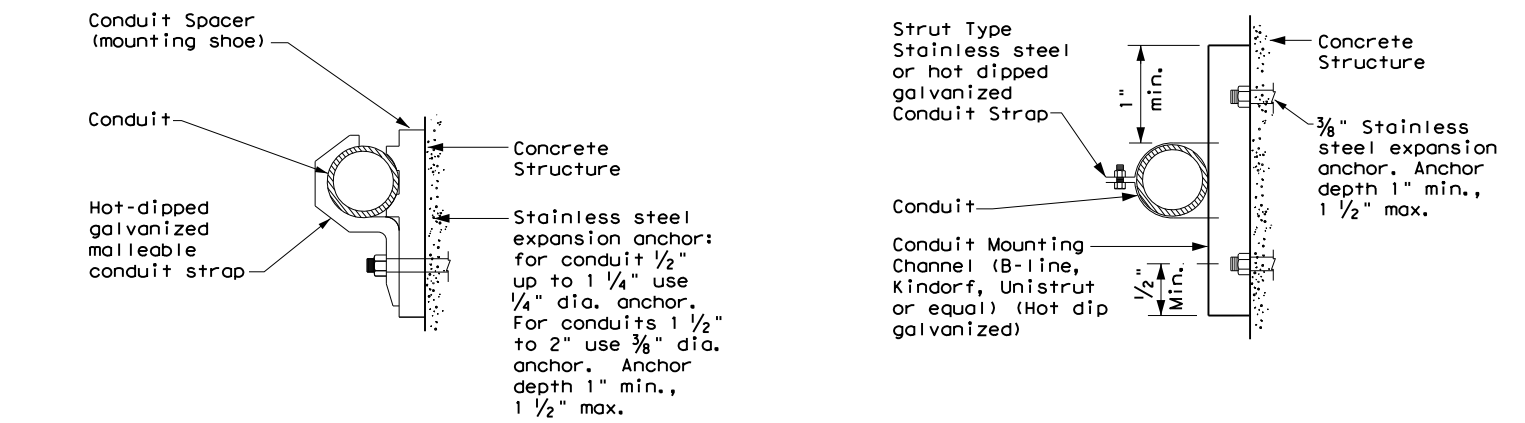 Conduit Spacer
(mounting shoe)
Conduit
Hot-dipped
galvanized
malleable
conduit strap
Concrete
Structure
Stainless steel
expansion anchor:
for conduit 1/2"
up to 1 1/4" use
1/4" dia. anchor.
For conduits 1 1/2"
to 2" use 3/8" dia.
anchor. Anchor
depth 1" min.,
1 1/2" max.
Strut Type
Stainless steel
or hot dipped
galvanized
Conduit Strap
1"
min.
Conduit
Conduit Mounting
Channel (B-line,
Kindorf, Unistrut
or equal) (Hot dip
galvanized)
1/2"
Min.
Concrete
Structure
3/8" Stainless
steel expansion
anchor. Anchor
depth 1" min.,
1 1/2" max.